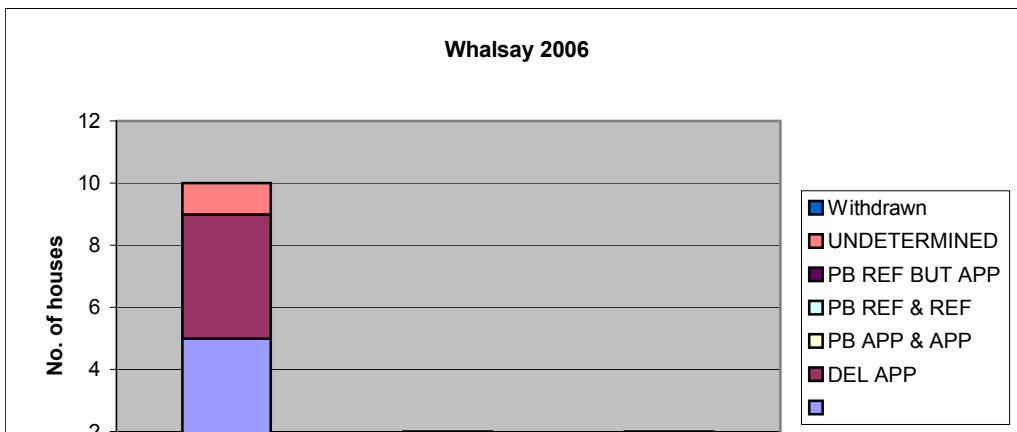 Whalsay 2006
12
10
8
6
4
2
No. of houses
Withdrawn
UNDETERMINED
PB REF BUT APP
PB REF & REF
PB APP & APP
DEL APP